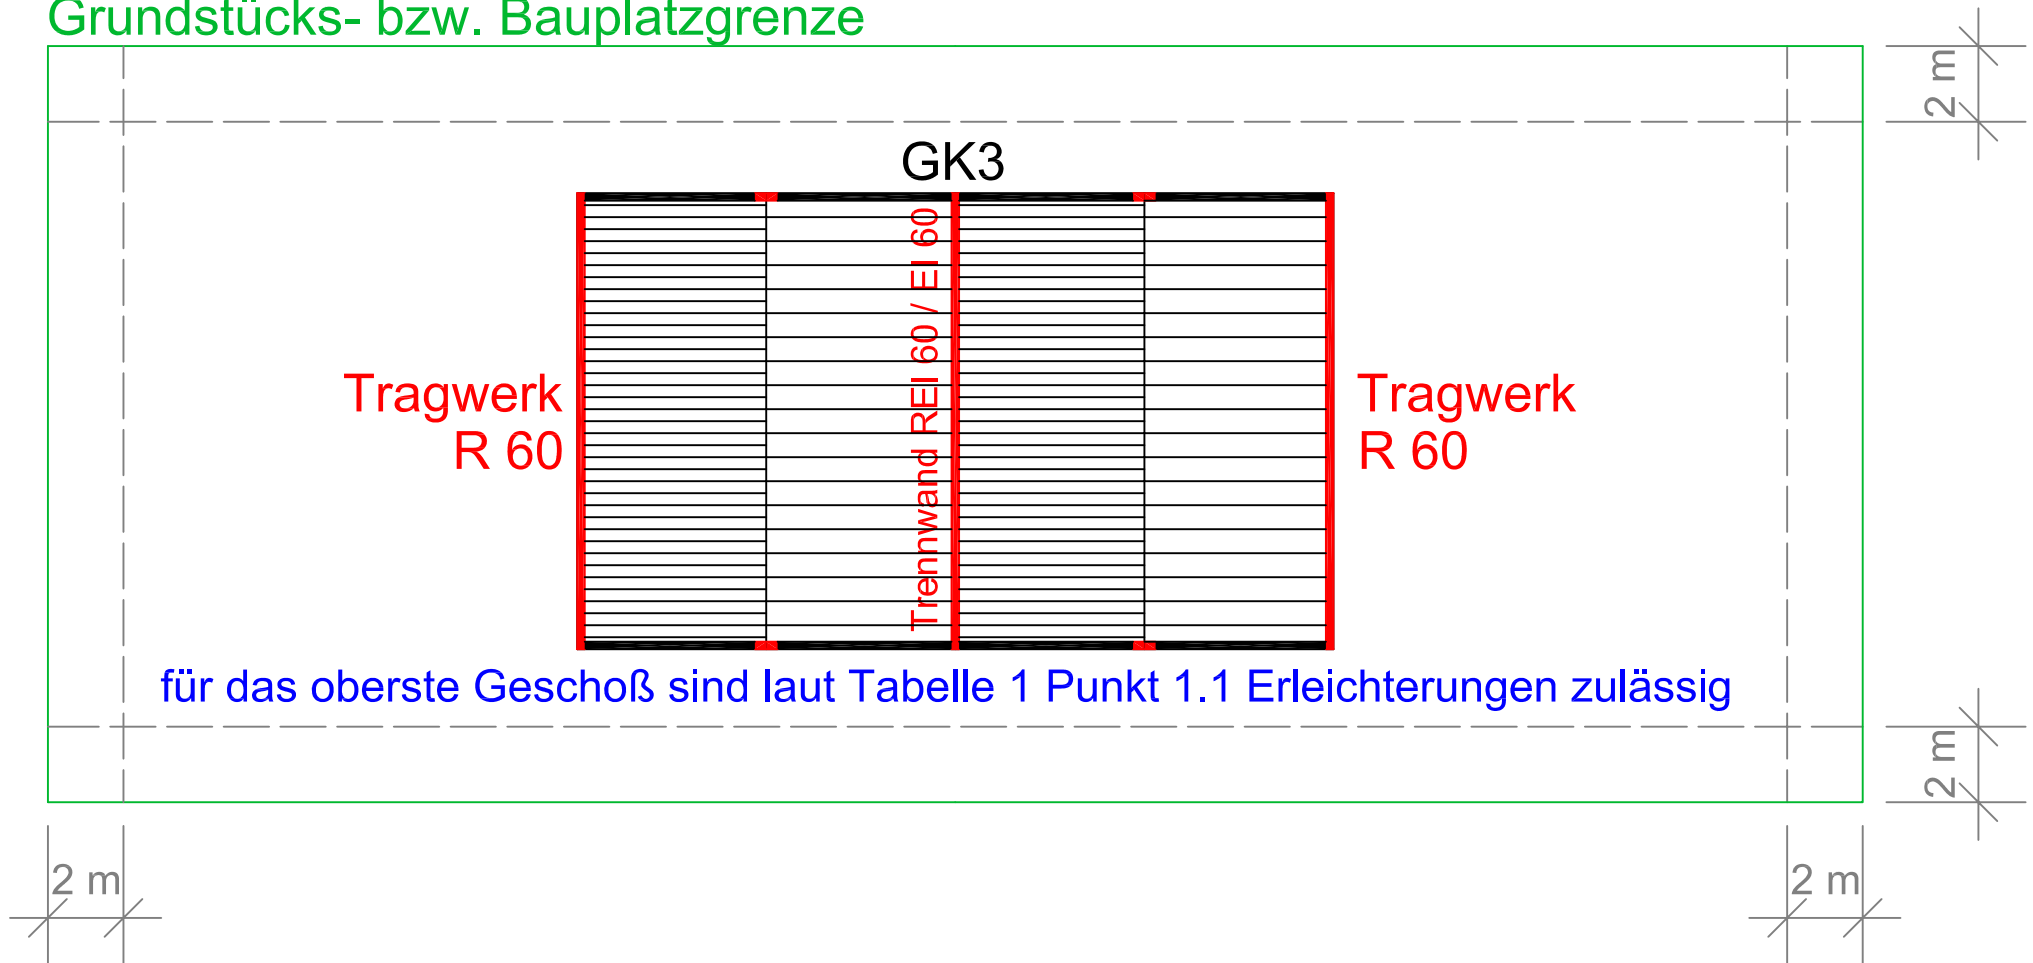 Grundstücks- bzw. Bauplatzgrenze
2 m
GK3
Tragwerk
R 60
Trennwand REI 60 / EI 60
Tragwerk
R 60
für das oberste Geschoß sind laut Tabelle 1 Punkt 1.1 Erleichterungen zulässig
2 m
2 m
2 m